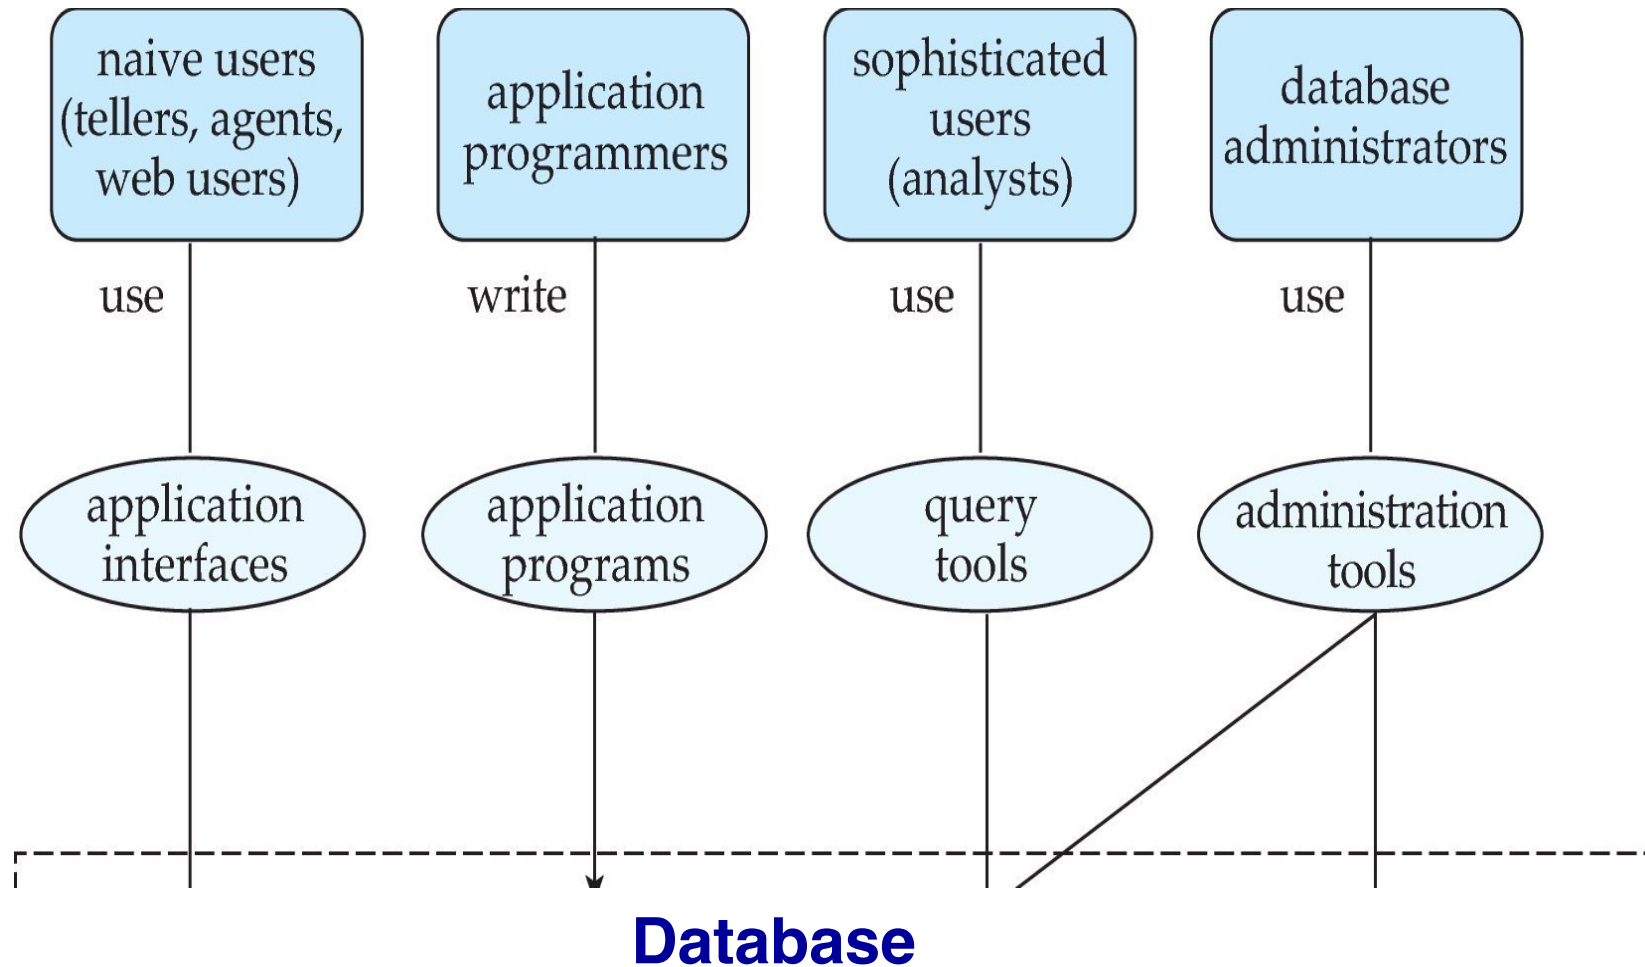 naive users
(tellers, agents,
web users)
application
programmers
sophisticated
users
(analysts)
database
administrators
use
write
use
use
application
interfaces
application
programs
query
tools
administration
tools
Database